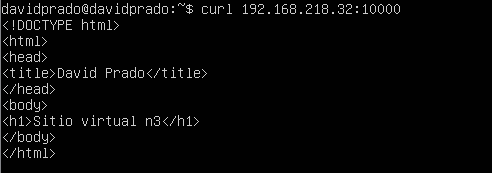 davidprado@davidprado:~$ curl 192.168.218.32:10000
<!DOCTYPE html>
<html>
<head>
<title>David Prado</title>
</head>
<body>
<h1>Sitio virtual n3</h1>
</body>
</html>